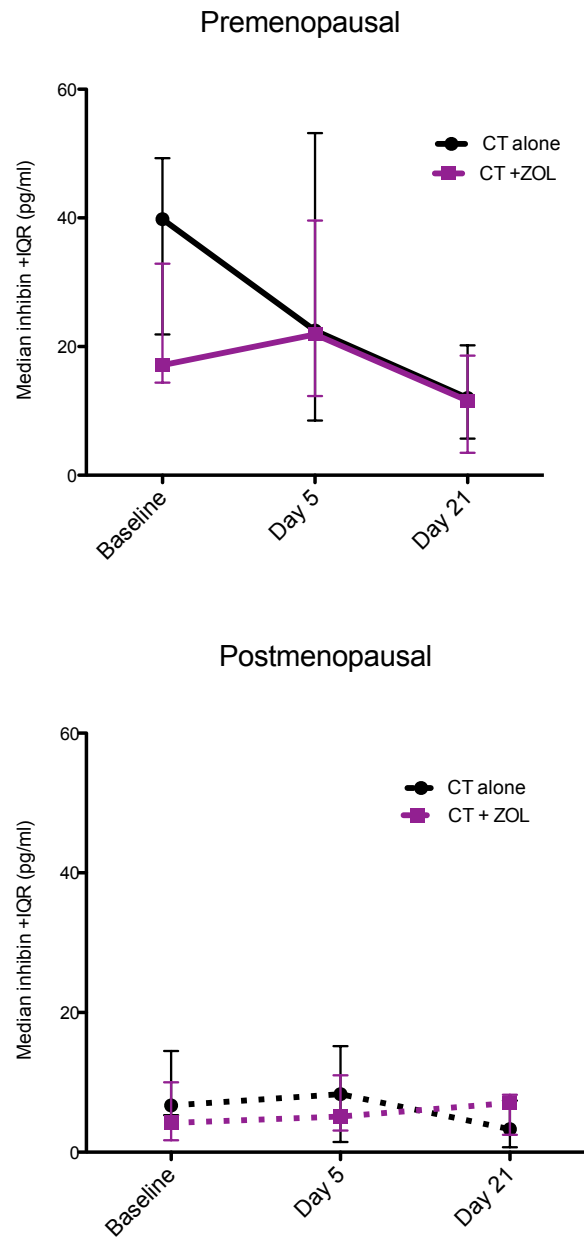 Premenopausal
60
40
20
0
Median inhibin +IQR (pg/ml)
CT alone
CT +ZOL
Baseline
Day 5
Day 21
Postmenopausal
60
40
20
0
Median inhibin +IQR (pg/ml)
CT alone
CT + ZOL
Baseline
Day 5
Day 21